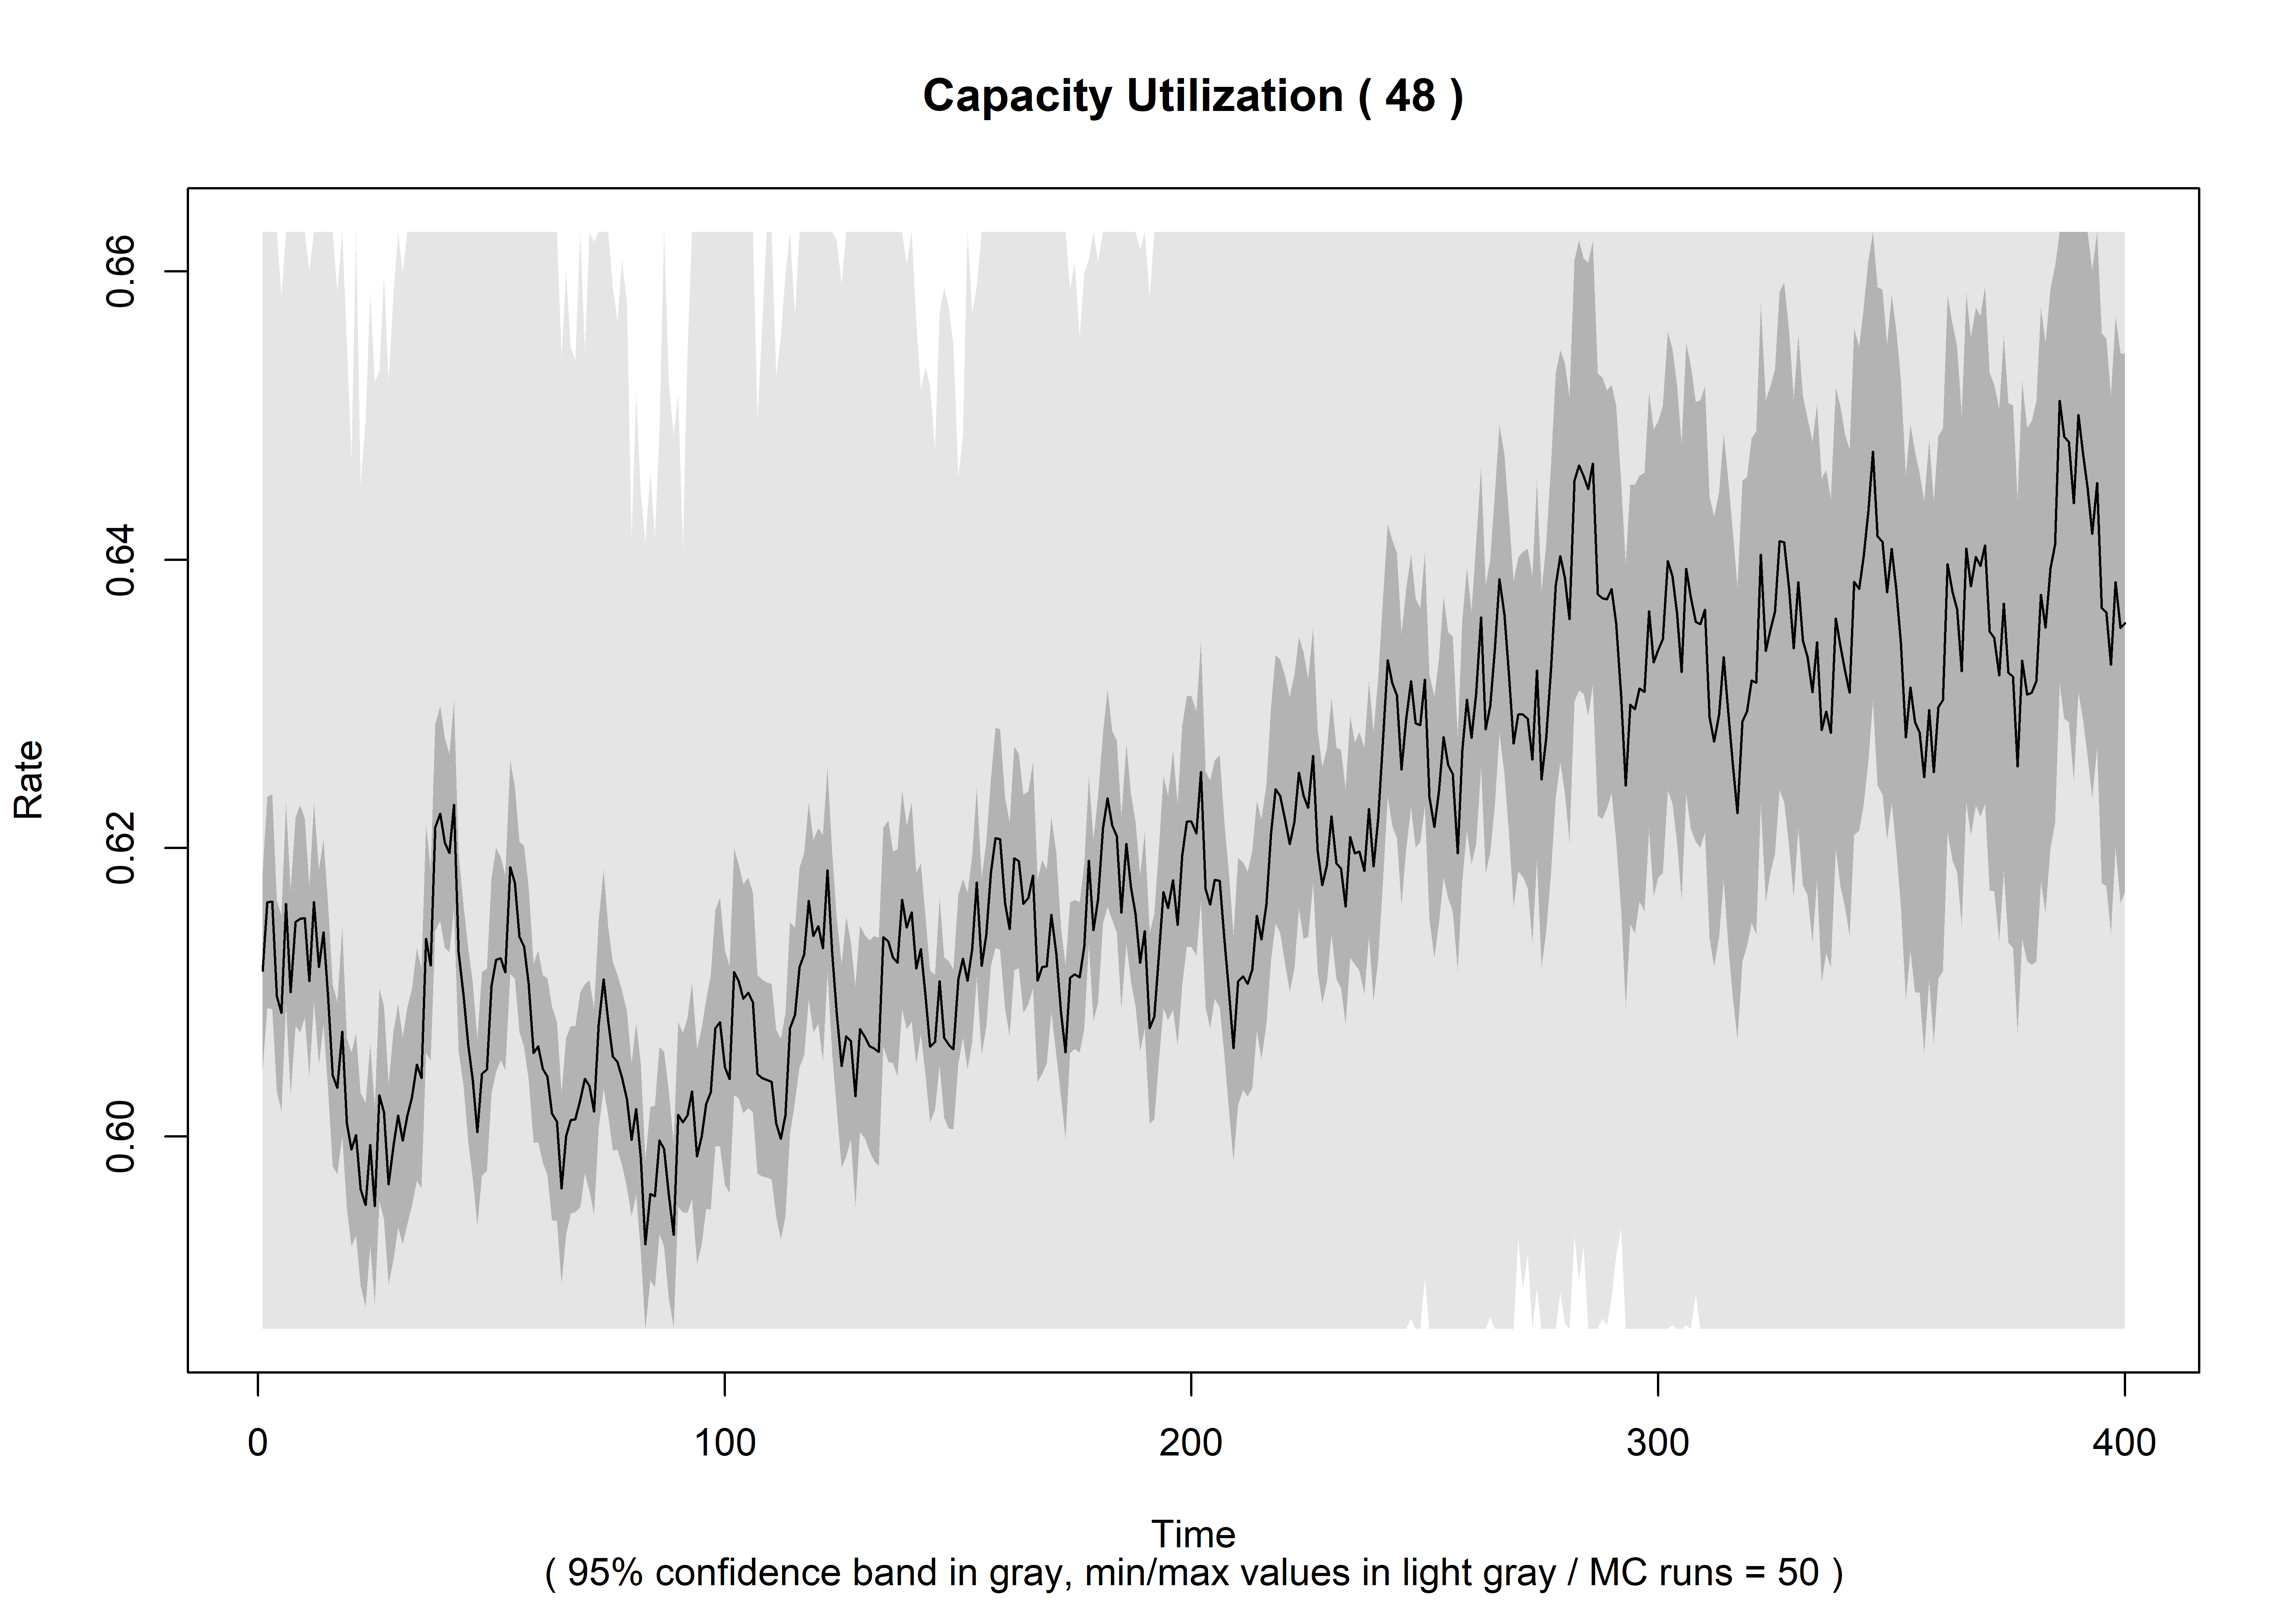 Capacity Utilization ( 48 )
0.66
0.64
0.62
0.60
Rate
0 100 200 300 400
Time
( 95% confidence band in gray, min/max values in light gray / MC runs = 50 )